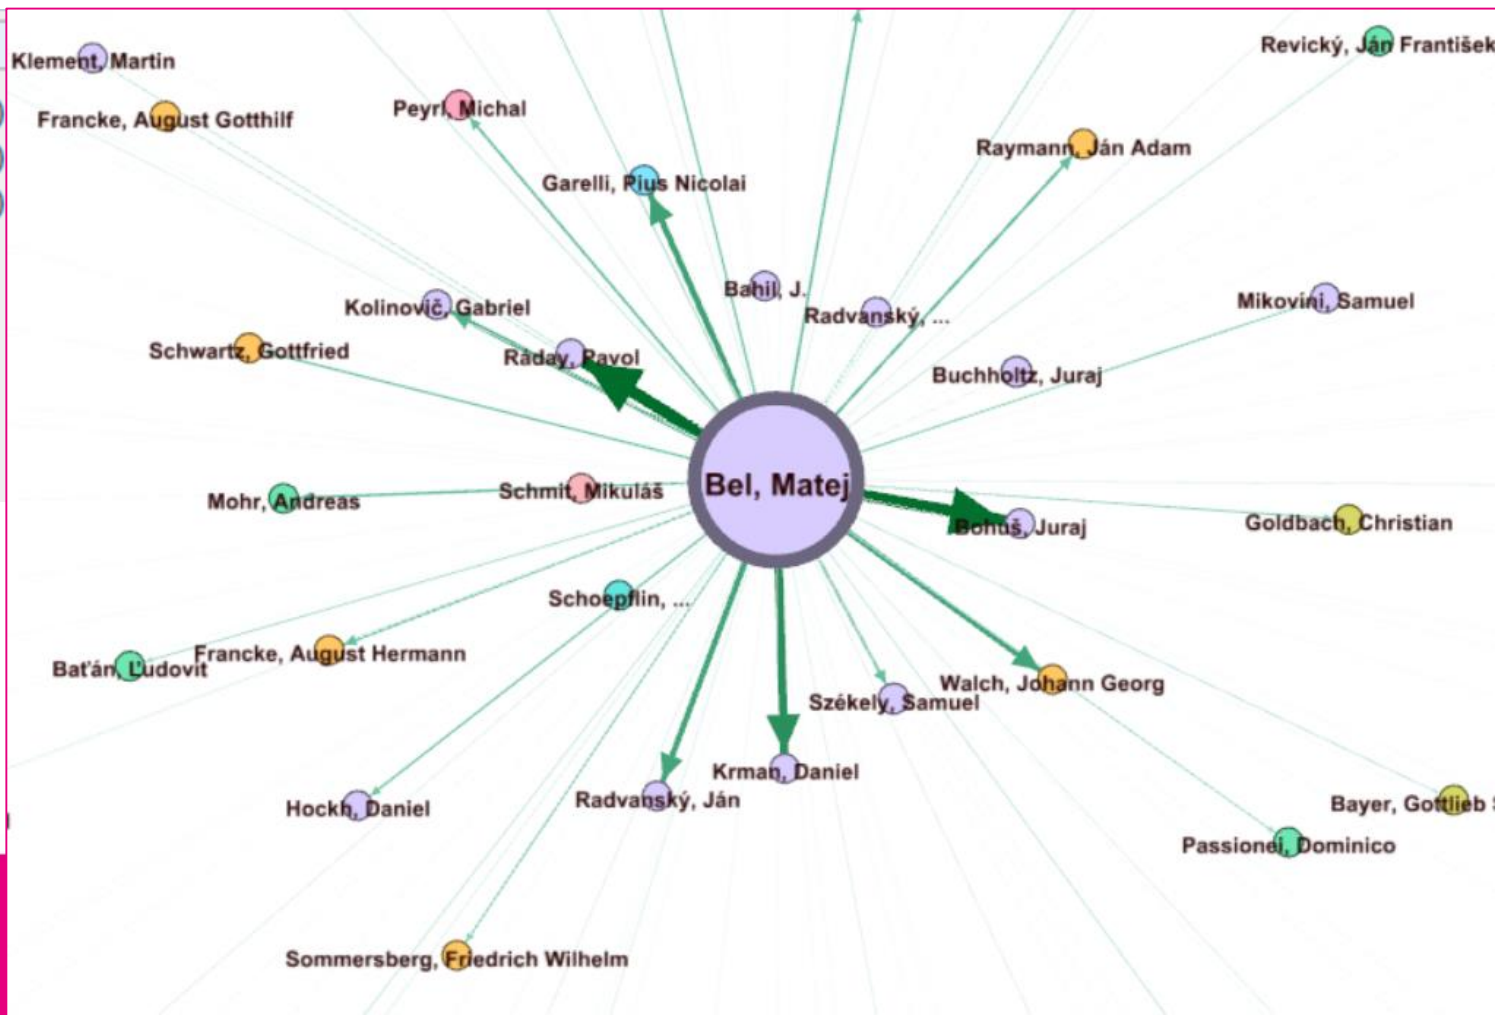 Revický, Ján František
Klement, Martin
Peyrl, Michal
Francke, August Gotthilf
Raymann, Ján Adam
Garelli, Pius Nicolai
Bahil, J.
Mikovíni, Samuel
Kolinovič, Gabriel
Radvanský, ...
Schwartz, Gottfried
Ráday, Pavol
Buchholtz, Juraj
Bel, Matej
Schmit, Mikuláš
Mohr, Andreas
Goldbach, Christian
Bohuš, Juraj
Schoepflin, ...
Francke, August Hermann
Baťán, Ľudovít
Walch, Johann Georg
Székely, Samuel
Krman, Daniel
Radvanský, Ján
Bayer, Gottlieb
Hockh, Daniel
Passionei, Dominico
Sommersberg, Friedrich Wilhelm